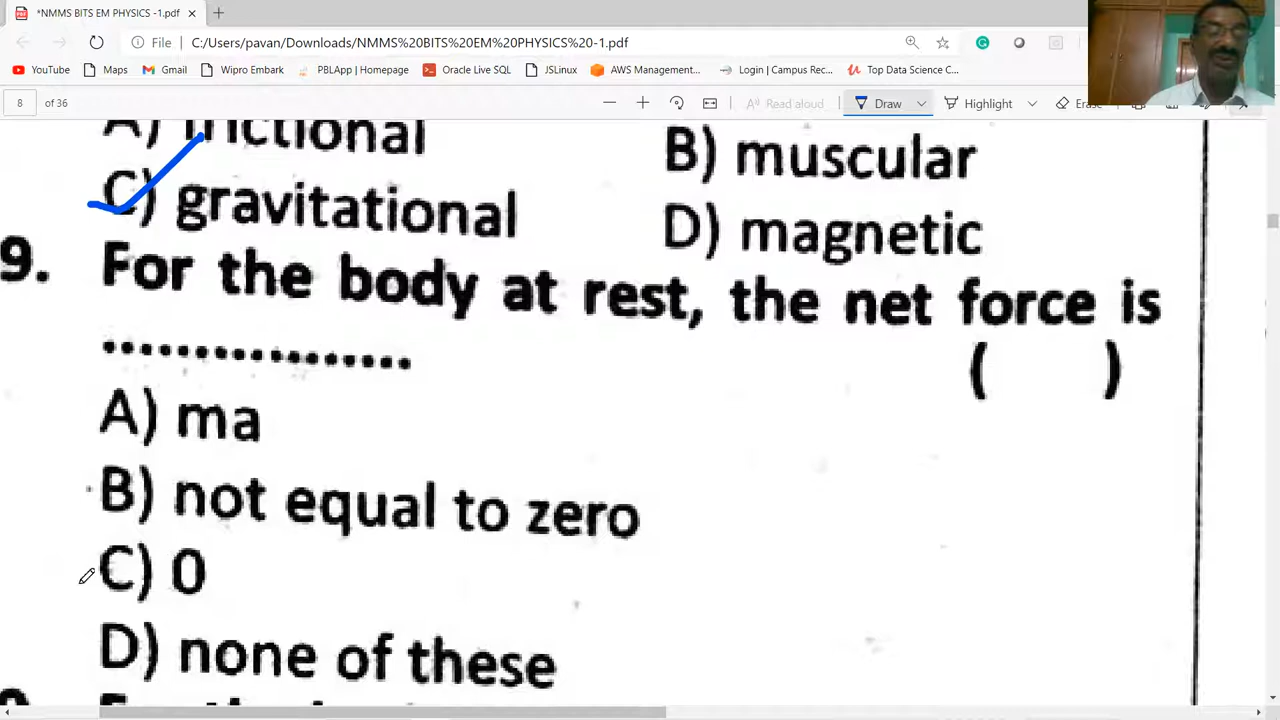 *NMMS BITS EM PHYSICS -1.pdf
File C:/Users/pavan/Downloads/NMMS%20BITS%20EM%20PHYSICS%20-1.pdf
YouTube Maps Gmail Wipro Embark PBLApp | Homepage Oracle Live SQL JSLinux AWS Management... Login | Campus Rec... Top Data Science C...
8 of 36 Read aloud Draw Highlight Erase
A) frictional B) muscular
C) gravitational D) magnetic
9. For the body at rest, the net force is
................. ( )
A) ma
B) not equal to zero
C) 0
D) none of these